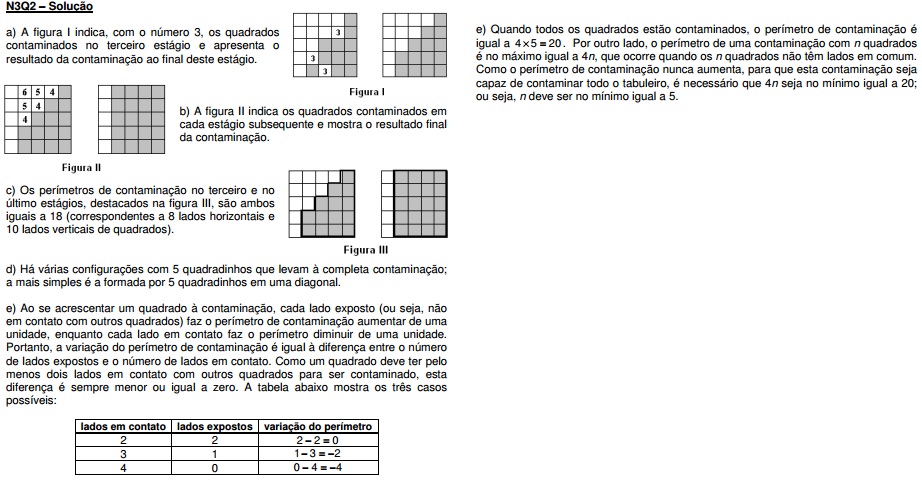 N3Q2 – Solução
a) A figura I indica, com o número 3, os quadrados
contaminados no terceiro estágio e apresenta o
resultado da contaminação ao final deste estágio.
3
3
3
Figura I
6 5 4
5 4
4
Figura II
b) A figura II indica os quadrados contaminados em
cada estágio subsequente e mostra o resultado final
da contaminação.
c) Os perímetros de contaminação no terceiro e no
último estágios, destacados na figura III, são ambos
iguais a 18 (correspondentes a 8 lados horizontais e
10 lados verticais de quadrados).
Figura III
d) Há várias configurações com 5 quadradinhos que levam à completa contaminação;
a mais simples é a formada por 5 quadradinhos em uma diagonal.
e) Ao se acrescentar um quadrado à contaminação, cada lado exposto (ou seja, não
em contato com outros quadrados) faz o perímetro de contaminação aumentar de uma
unidade, enquanto cada lado em contato faz o perímetro diminuir de uma unidade.
Portanto, a variação do perímetro de contaminação é igual à diferença entre o número
de lados expostos e o número de lados em contato. Como um quadrado deve ter pelo
menos dois lados em contato com outros quadrados para ser contaminado, esta
diferença é sempre menor ou igual a zero. A tabela abaixo mostra os três casos
possíveis:
lados em contato lados expostos variação do perímetro
2 2 2 – 2 = 0
3 1 1 – 3 = –2
4 0 0 – 4 = –4
e) Quando todos os quadrados estão contaminados, o perímetro de contaminação é
igual a 4×5 = 20. Por outro lado, o perímetro de uma contaminação com n quadrados
é no máximo igual a 4n, que ocorre quando os n quadrados não têm lados em comum.
Como o perímetro de contaminação nunca aumenta, para que esta contaminação seja
capaz de contaminar todo o tabuleiro, é necessário que 4n seja no mínimo igual a 20;
ou seja, n deve ser no mínimo igual a 5.